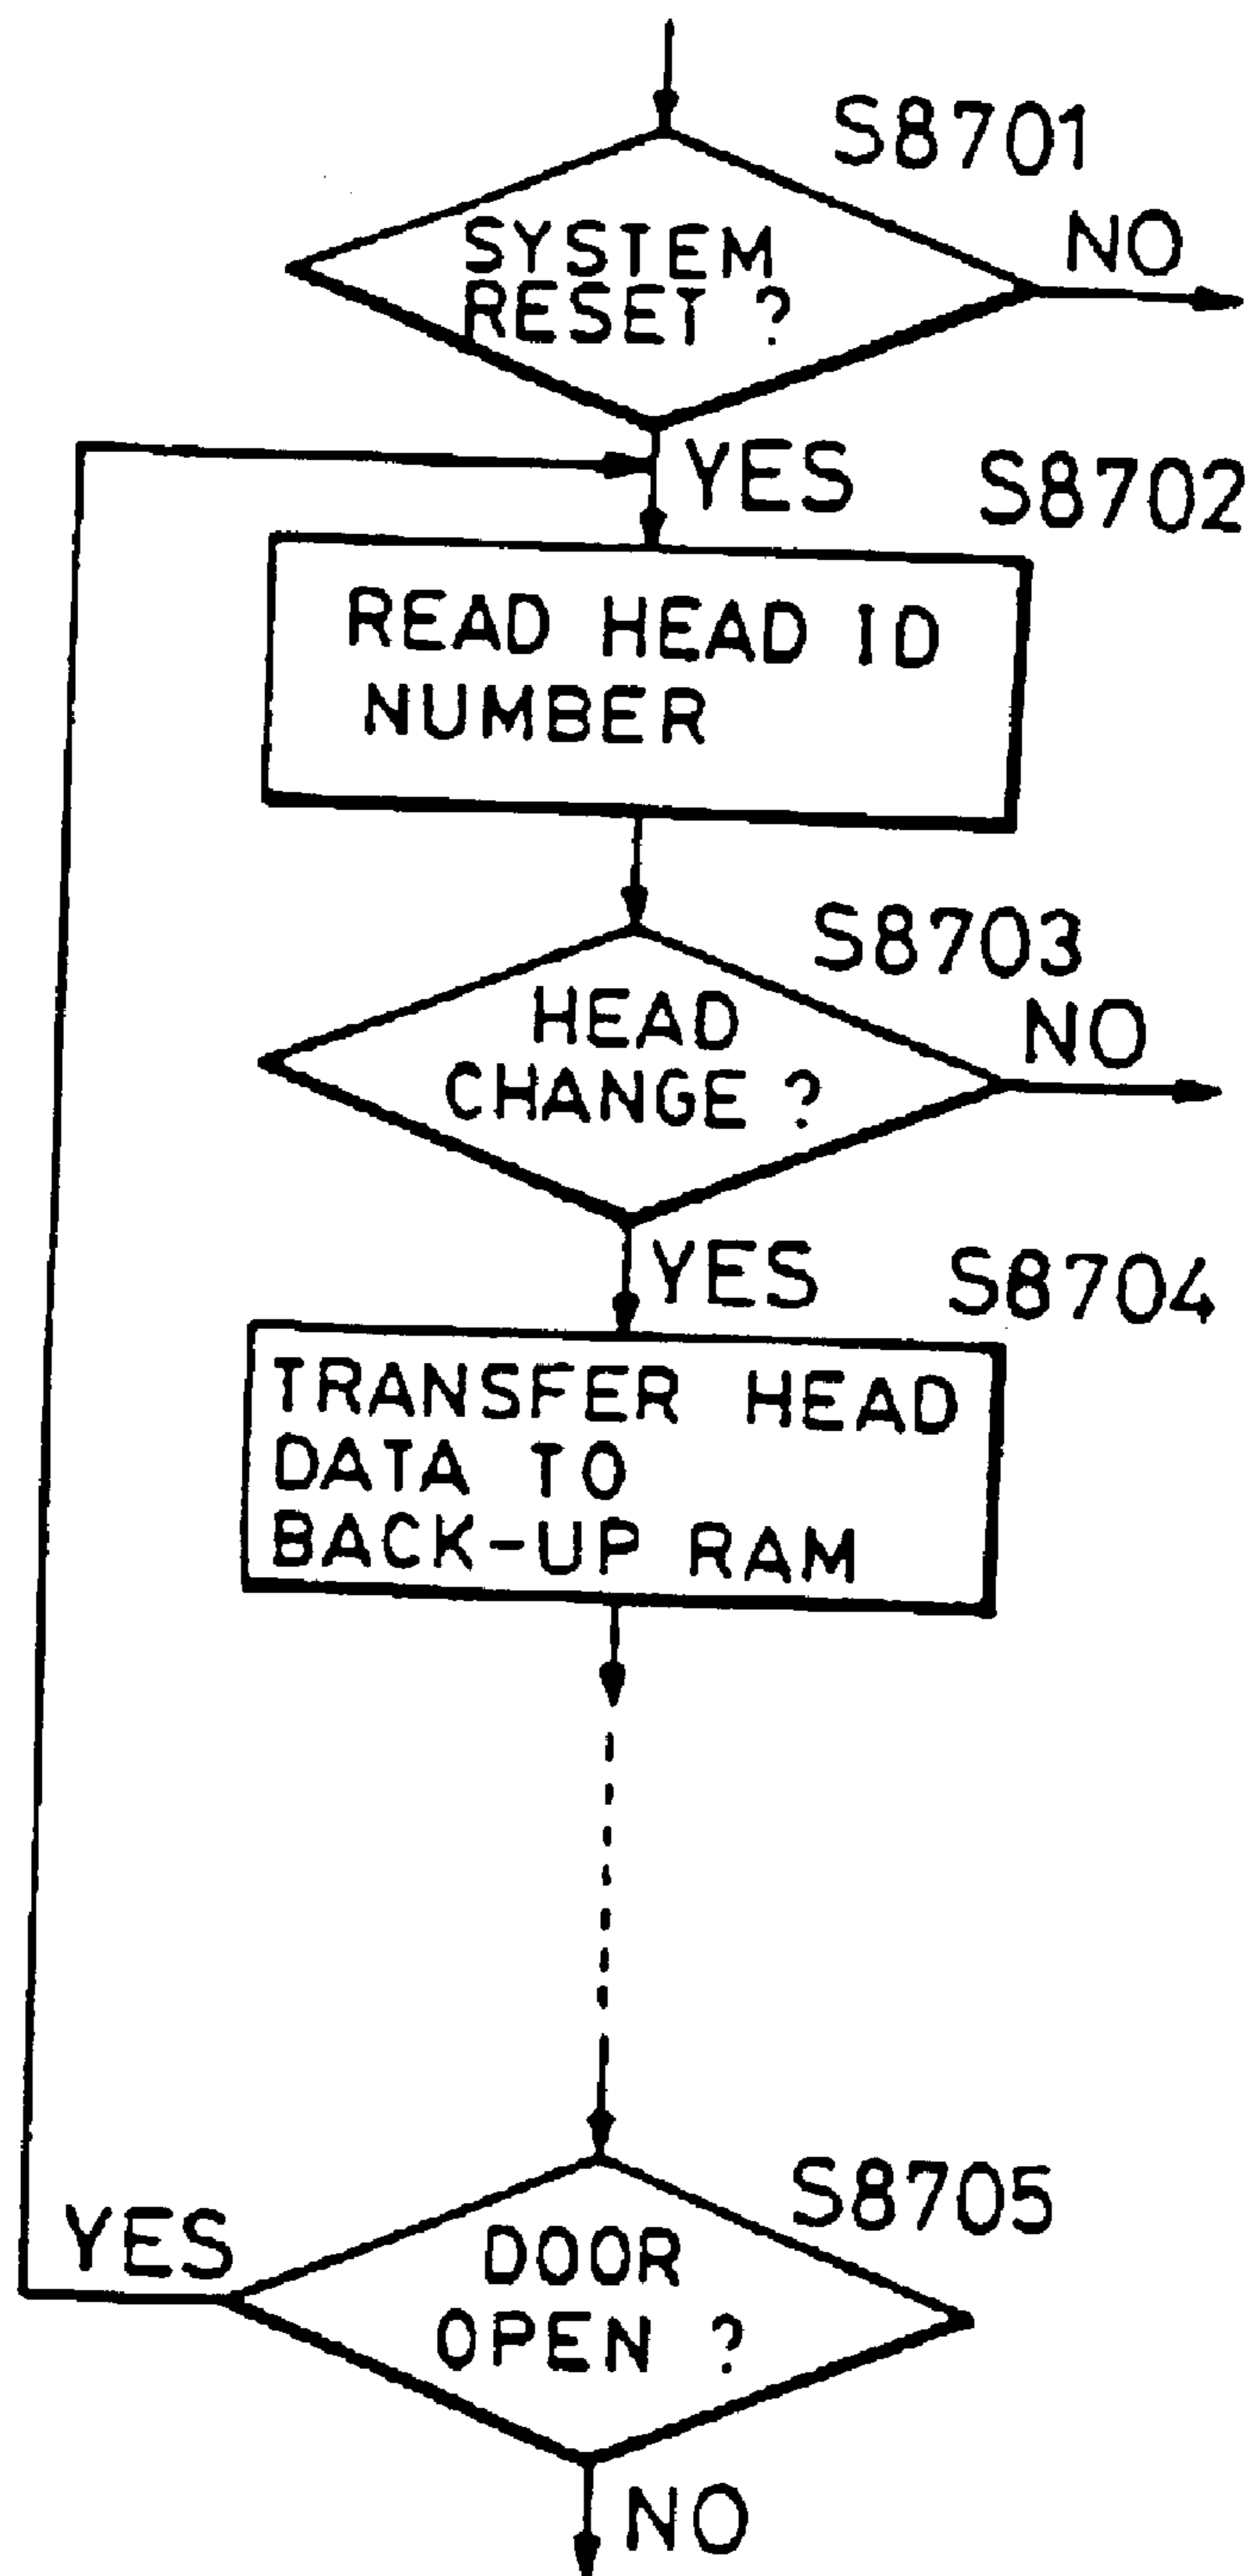 S8701
SYSTEM
RESET ?
NO
YES
S8702
READ HEAD ID
NUMBER
S8703
HEAD
CHANGE ?
NO
YES
S8704
TRANSFER HEAD
DATA TO
BACK-UP RAM
S8705
YES
DOOR
OPEN ?
NO